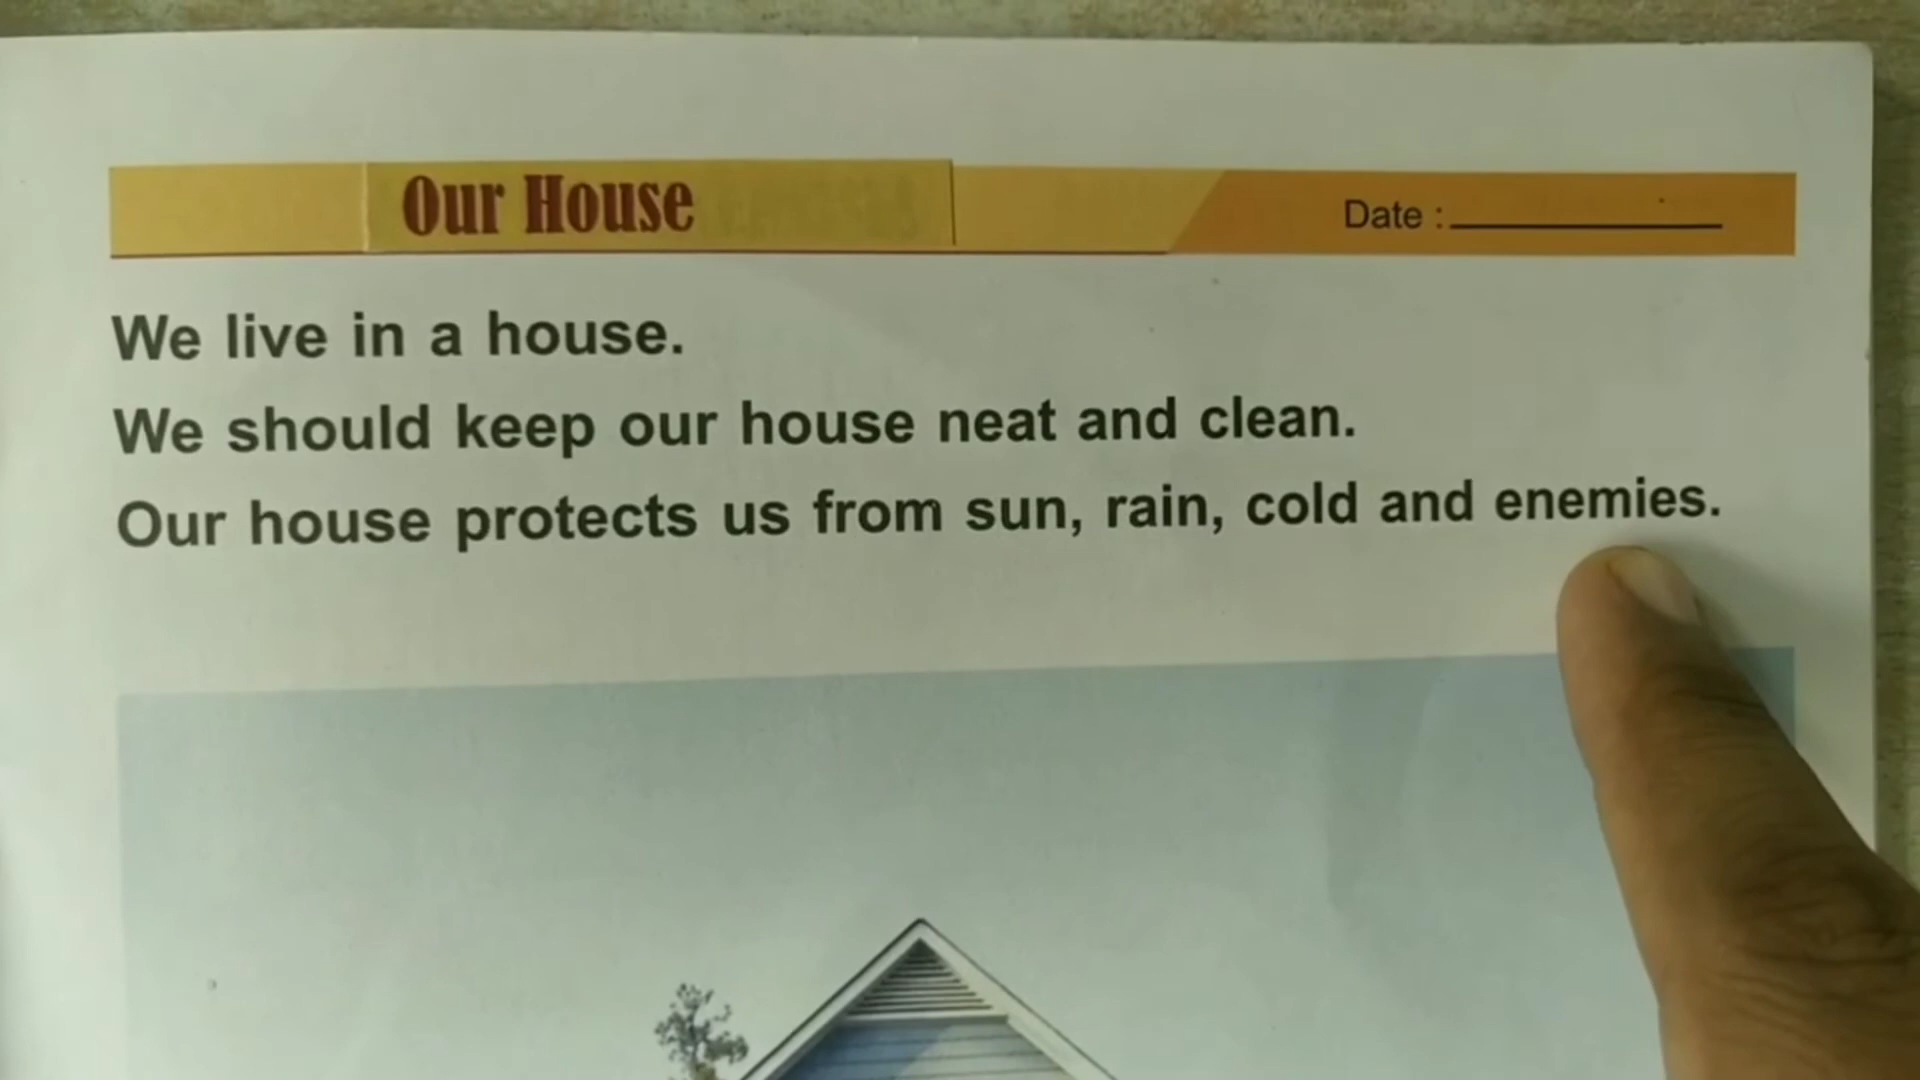 Our House
Date :
We live in a house.
We should keep our house neat and clean.
Our house protects us from sun, rain, cold and enemies.